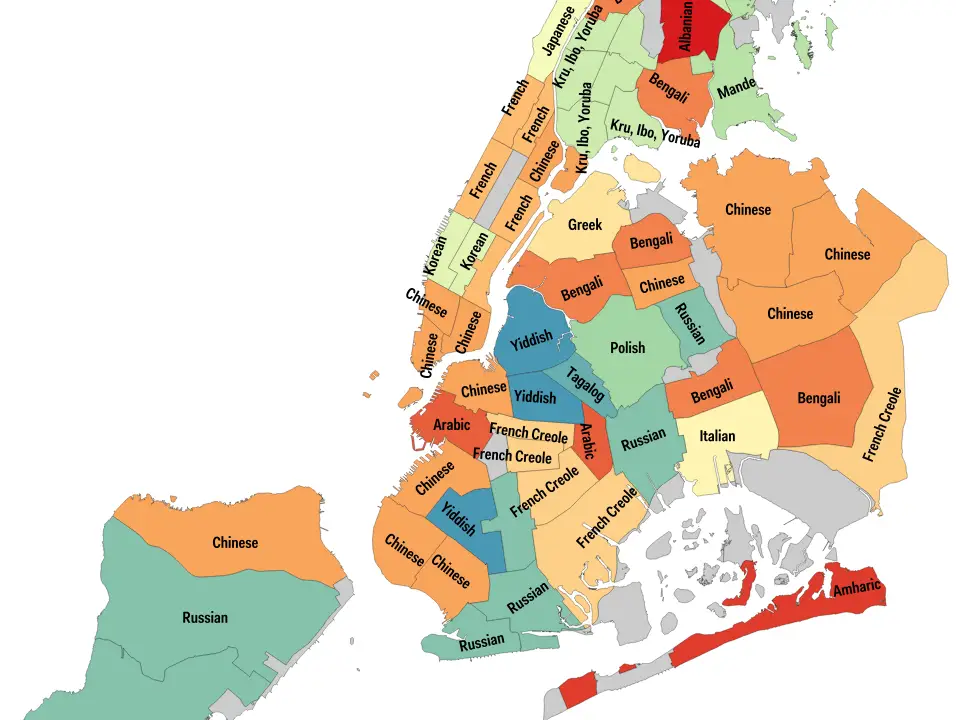 Japanese
Kru, Ibo, Yoruba
Albanian
French
French
Kru, Ibo, Yoruba
Bengali
Mande
Kru, Ibo, Yoruba
Chinese
French
French
Greek
Chinese
Korean
Korean
Bengali
Chinese
Bengali
Chinese
Chinese
Chinese
Chinese
Russian
Chinese
Yiddish
Polish
Chinese
Tagalog
Chinese
Yiddish
Bengali
Bengali
Arabic
French Creole
Arabic
Russian
Italian
French Creole
French Creole
Chinese
French Creole
Yiddish
French Creole
Chinese
Chinese
Chinese
Russian
Amharic
Russian
Russian